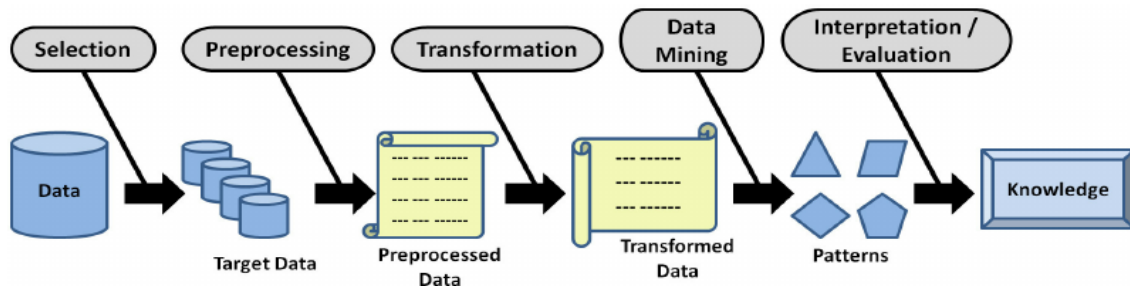 Selection
Preprocessing
Transformation
Data
Mining
Interpretation /
Evaluation
Data
Target Data
Preprocessed
Data
Transformed
Data
Patterns
Knowledge